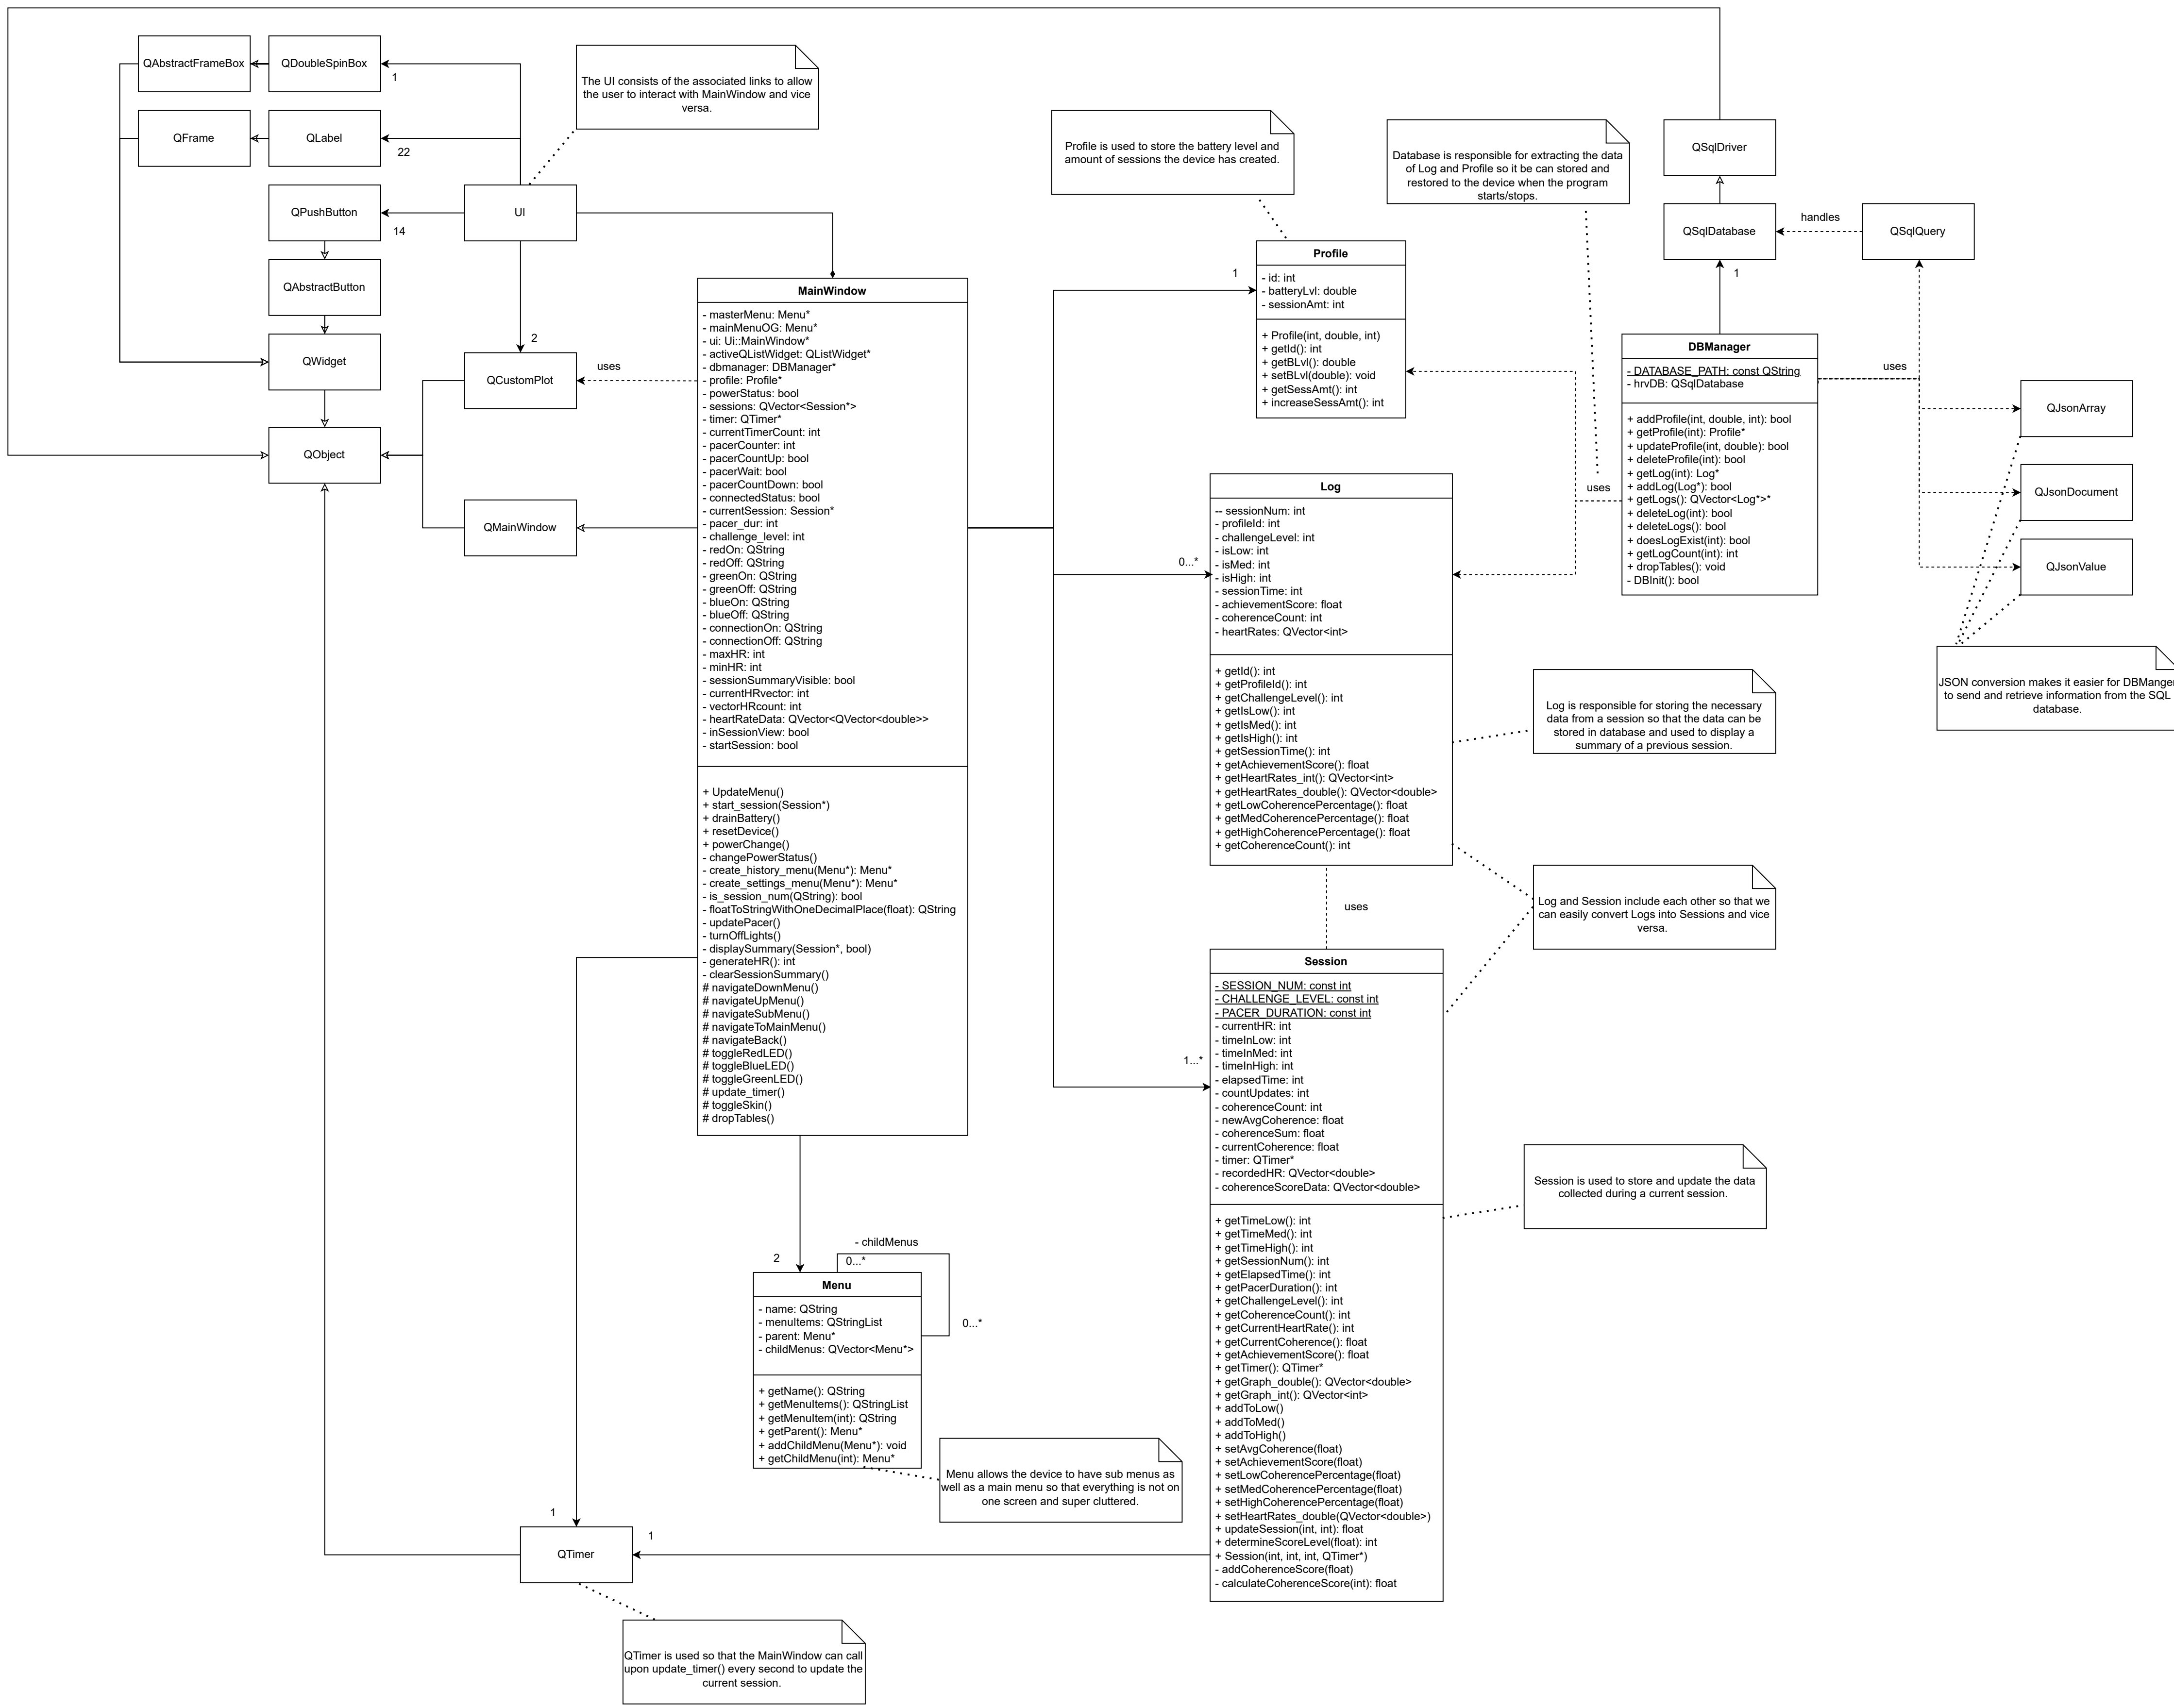 QAbstractFrameBox
QDoubleSpinBox
1
The UI consists of the associated links to allow
the user to interact with MainWindow and vice
versa.
QFrame
QLabel
22
Profile is used to store the battery level and
amount of sessions the device has created.
Database is responsible for extracting the data
of Log and Profile so it be can stored and
restored to the device when the program
starts/stops.
QSqlDriver
QPushButton
14
UI
QSqlDatabase
handles
QSqlQuery
1
QAbstractButton
QWidget
QObject
2
QCustomPlot
uses
QMainWindow
MainWindow
- masterMenu: Menu*
- mainMenuOG: Menu*
- ui: Ui::MainWindow*
- activeQListWidget: QListWidget*
- dbmanager: DBManager*
- profile: Profile*
- powerStatus: bool
- sessions: QVector<Session*>
- timer: QTimer*
- currentTimerCount: int
- pacerCounter: int
- pacerCountUp: bool
- pacerWait: bool
- pacerCountDown: bool
- connectedStatus: bool
- currentSession: Session*
- pacer_dur: int
- challenge_level: int
- redOn: QString
- redOff: QString
- greenOn: QString
- greenOff: QString
- blueOn: QString
- blueOff: QString
- connectionOn: QString
- connectionOff: QString
- maxHR: int
- minHR: int
- sessionSummaryVisible: bool
- currentHRvector: int
- vectorHRcount: int
- heartRateData: QVector<QVector<double>>
- inSessionView: bool
- startSession: bool
+ UpdateMenu()
+ start_session(Session*)
+ drainBattery()
+ resetDevice()
+ powerChange()
- changePowerStatus()
- create_history_menu(Menu*): Menu*
- create_settings_menu(Menu*): Menu*
- is_session_num(QString): bool
- floatToStringWithOneDecimalPlace(float): QString
- updatePacer()
- turnOffLights()
- displaySummary(Session*, bool)
- generateHR(): int
- clearSessionSummary()
# navigateDownMenu()
# navigateUpMenu()
# navigateSubMenu()
# navigateToMainMenu()
# navigateBack()
# toggleRedLED()
# toggleBlueLED()
# toggleGreenLED()
# update_timer()
# toggleSkin()
# dropTables()
1
Profile
- id: int
- batteryLvl: double
- sessionAmt: int
+ Profile(int, double, int)
+ getId(): int
+ getBLvl(): double
+ setBLvl(double): void
+ getSessAmt(): int
+ increaseSessAmt(): int
DBManager
- DATABASE_PATH: const QString
- hrvDB: QSqlDatabase
+ addProfile(int, double, int): bool
+ getProfile(int): Profile*
+ updateProfile(int, double): bool
+ deleteProfile(int): bool
+ getLog(int): Log*
+ addLog(Log*): bool
+ getLogs(): QVector<Log*>*
+ deleteLog(int): bool
+ deleteLogs(): bool
+ doesLogExist(int): bool
+ getLogCount(int): int
+ dropTables(): void
- DBInit(): bool
uses
uses
QJsonArray
QJsonDocument
QJsonValue
JSON conversion makes it easier for DBManger
to send and retrieve information from the SQL
database.
0...*
Log
-- sessionNum: int
- profileId: int
- challengeLevel: int
- isLow: int
- isMed: int
- isHigh: int
- sessionTime: int
- achievementScore: float
- coherenceCount: int
- heartRates: QVector<int>
+ getId(): int
+ getProfileId(): int
+ getChallengeLevel(): int
+ getIsLow(): int
+ getIsMed(): int
+ getIsHigh(): int
+ getSessionTime(): int
+ getAchievementScore(): float
+ getHeartRates_int(): QVector<int>
+ getHeartRates_double(): QVector<double>
+ getLowCoherencePercentage(): float
+ getMedCoherencePercentage(): float
+ getHighCoherencePercentage(): float
+ getCoherenceCount(): int
Log is responsible for storing the necessary
data from a session so that the data can be
stored in database and used to display a
summary of a previous session.
uses
Log and Session include each other so that we
can easily convert Logs into Sessions and vice
versa.
1...*
Session
- SESSION_NUM: const int
- CHALLENGE_LEVEL: const int
- PACER_DURATION: const int
- currentHR: int
- timeInLow: int
- timeInMed: int
- timeInHigh: int
- elapsedTime: int
- countUpdates: int
- coherenceCount: int
- newAvgCoherence: float
- coherenceSum: float
- currentCoherence: float
- timer: QTimer*
- recordedHR: QVector<double>
- coherenceScoreData: QVector<double>
+ getTimeLow(): int
+ getTimeMed(): int
+ getTimeHigh(): int
+ getSessionNum(): int
+ getElapsedTime(): int
+ getPacerDuration(): int
+ getChallengeLevel(): int
+ getCoherenceCount(): int
+ getCurrentHeartRate(): int
+ getCurrentCoherence(): float
+ getAchievementScore(): float
+ getTimer(): QTimer*
+ getGraph_double(): QVector<double>
+ getGraph_int(): QVector<int>
+ addToLow()
+ addToMed()
+ addToHigh()
+ setAvgCoherence(float)
+ setAchievementScore(float)
+ setLowCoherencePercentage(float)
+ setMedCoherencePercentage(float)
+ setHighCoherencePercentage(float)
+ setHeartRates_double(QVector<double>)
+ updateSession(int, int): float
+ determineScoreLevel(float): int
+ Session(int, int, int, QTimer*)
- addCoherenceScore(float)
- calculateCoherenceScore(int): float
Session is used to store and update the data
collected during a current session.
- childMenus
2
0...*
0...*
Menu
- name: QString
- menuItems: QStringList
- parent: Menu*
- childMenus: QVector<Menu*>
+ getName(): QString
+ getMenuItems(): QStringList
+ getMenuItem(int): QString
+ getParent(): Menu*
+ addChildMenu(Menu*): void
+ getChildMenu(int): Menu*
Menu allows the device to have sub menus as
well as a main menu so that everything is not on
one screen and super cluttered.
1
1
QTimer
QTimer is used so that the MainWindow can call
upon update_timer() every second to update the
current session.